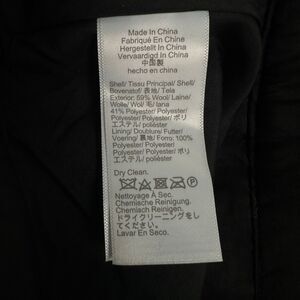 Made In China
Fabriqué En Chine
Hergestellt In China
Vervaardigd In China
中国製
hecho en china
Shell/ Tissu Principal/ Shell/
Bovenstof/ 表地/ Tela
Exterior: 59% Wool/ Laine/
Wolle/ Wol/ 毛/ lana
41% Polyester/ Polyester/
Polyester/ Polyester/ ポリ
エステル/ poliéster
Lining/ Doublure/ Futter/
Voering/ 裏地/ Forro: 100%
Polyester/ Polyester/
Polyester/ Polyester/ ポリ
エステル/ poliéster
Dry Clean.
Nettoyage À Sec.
Chemische Reinigung.
Chemisch Reinigen.
ドライクリーニングをし
てください。
Lavar En Seco.